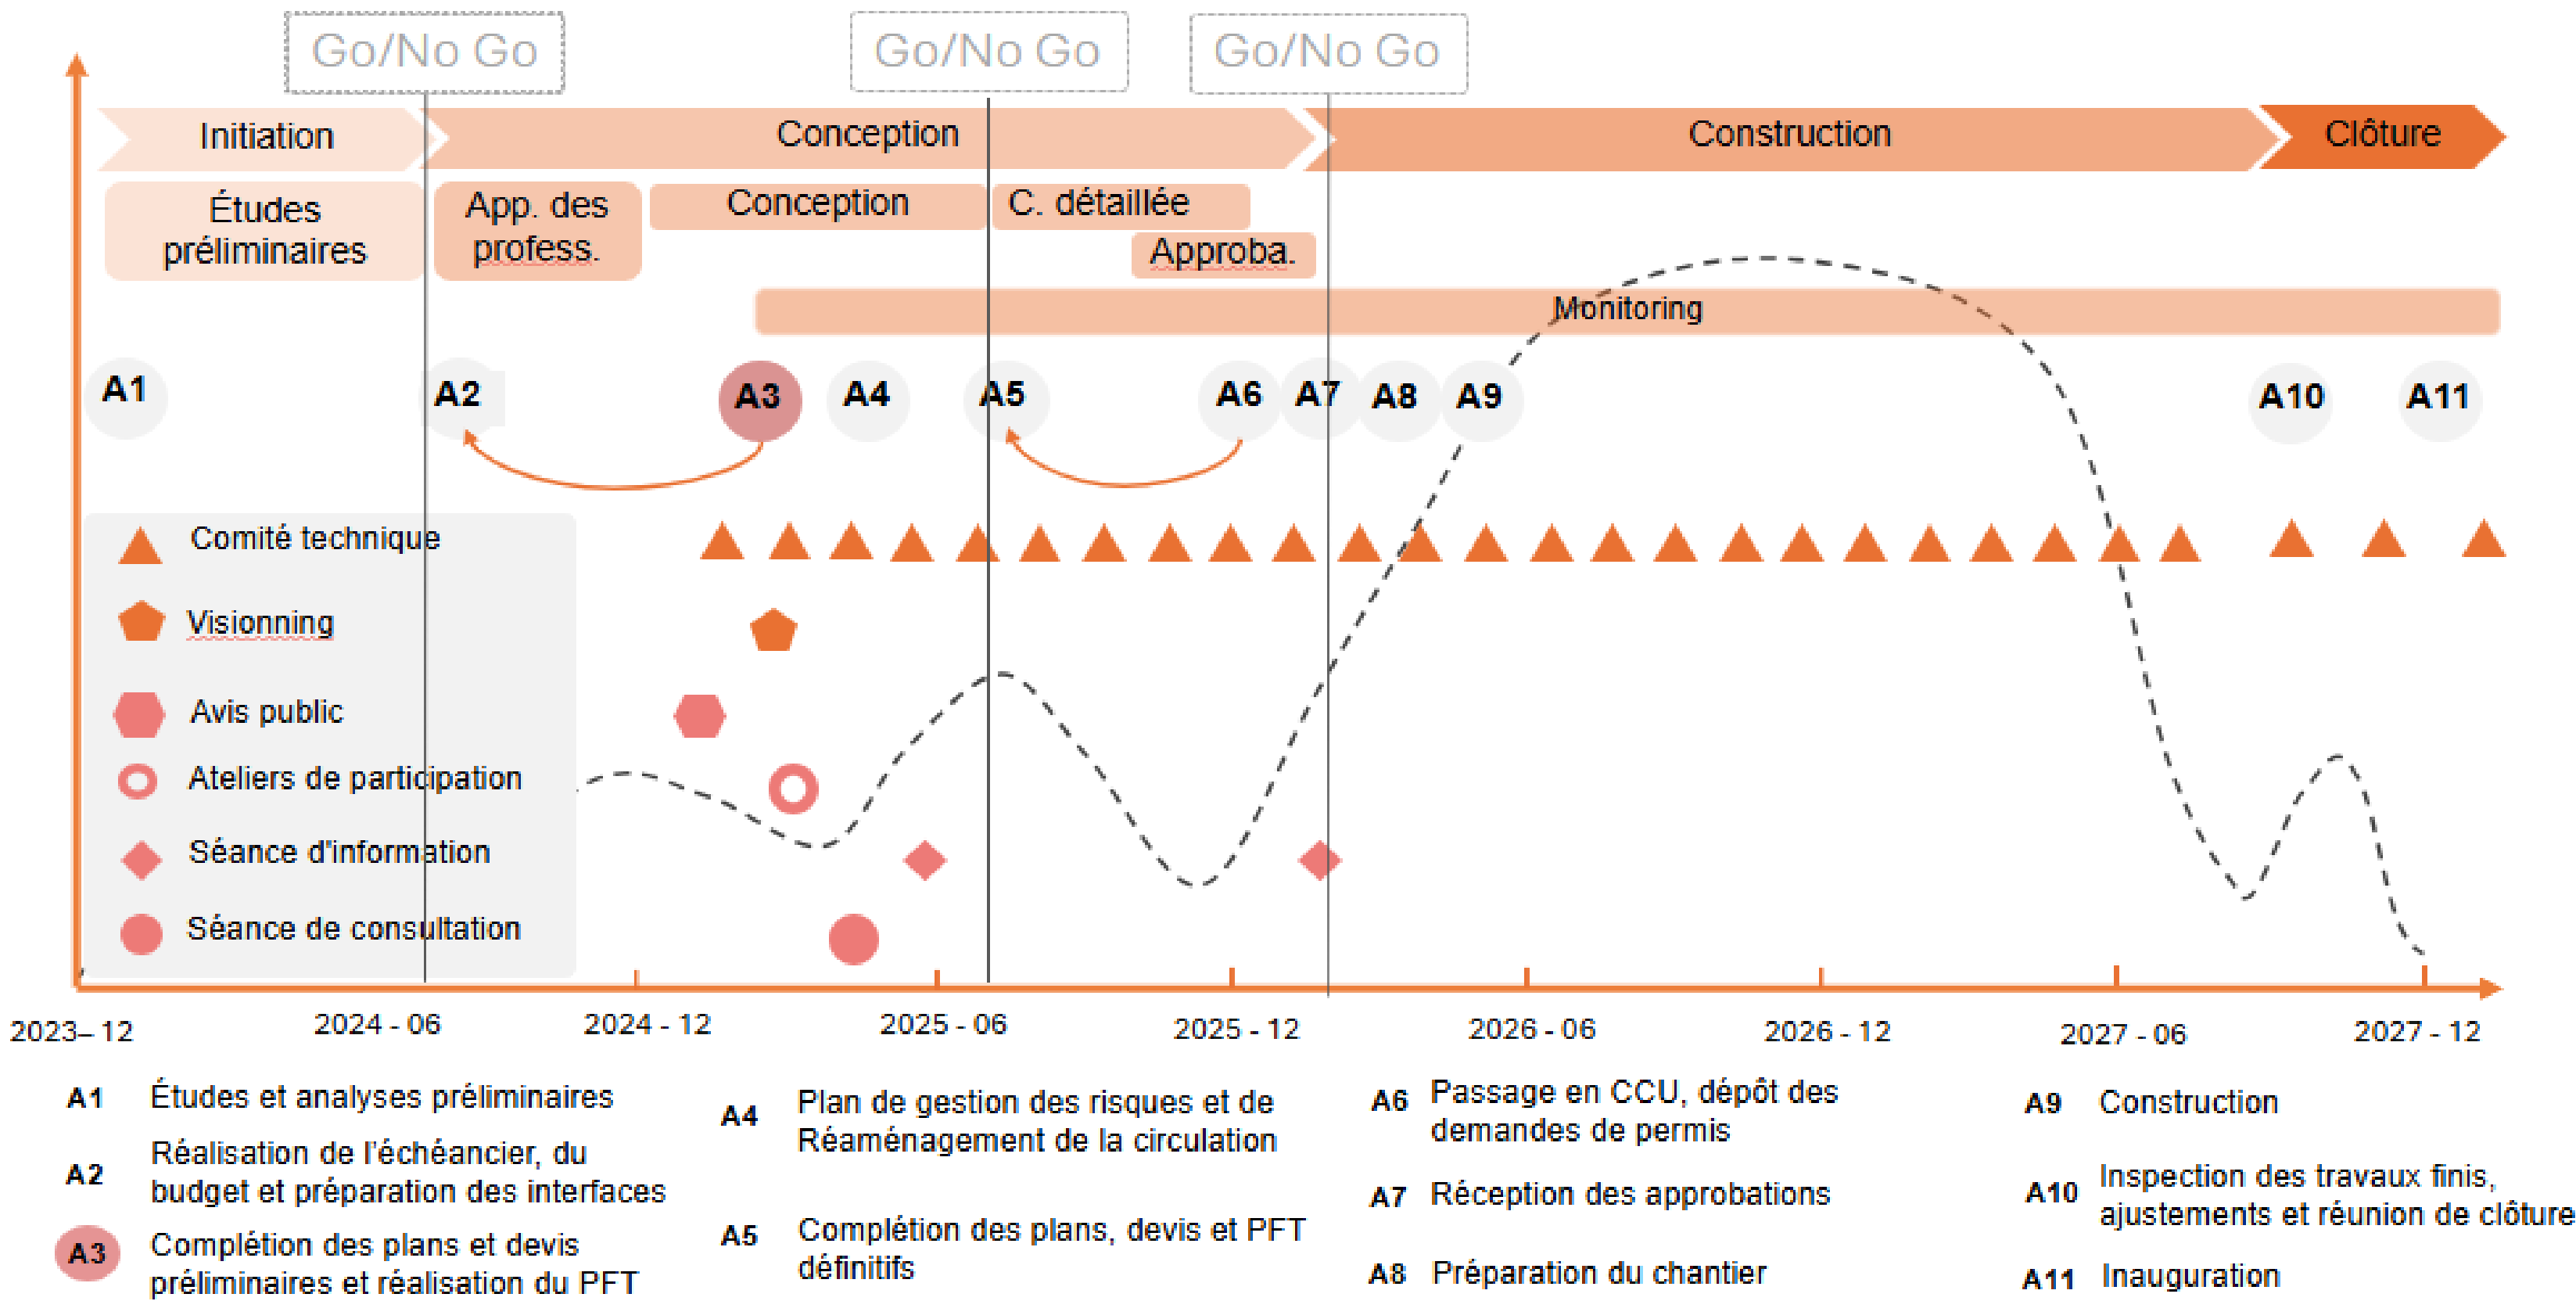 Go/No Go
Go/No Go
Go/No Go
Initiation
Conception
Construction
Clôture
Études
préliminaires
App. des
profess.
Conception
C. détaillée
Approba.
Monitoring
A1
A2
A3
A4
A5
A6
A7
A8
A9
A10
A11
Comité technique
Visionning
Avis public
Ateliers de participation
Séance d'information
Séance de consultation
2023– 12
2024 - 06
2024 - 12
2025 - 06
2025 - 12
2026 - 06
2026 - 12
2027 - 06
2027 - 12
A1 Études et analyses préliminaires
A2 Réalisation de l'échéancier, du
budget et préparation des interfaces
A3 Complétion des plans et devis
préliminaires et réalisation du PFT
A4 Plan de gestion des risques et de
Réaménagement de la circulation
A5 Complétion des plans, devis et PFT
définitifs
A6 Passage en CCU, dépôt des
demandes de permis
A7 Réception des approbations
A8 Préparation du chantier
A9 Construction
A10 Inspection des travaux finis,
ajustements et réunion de clôture
A11 Inauguration